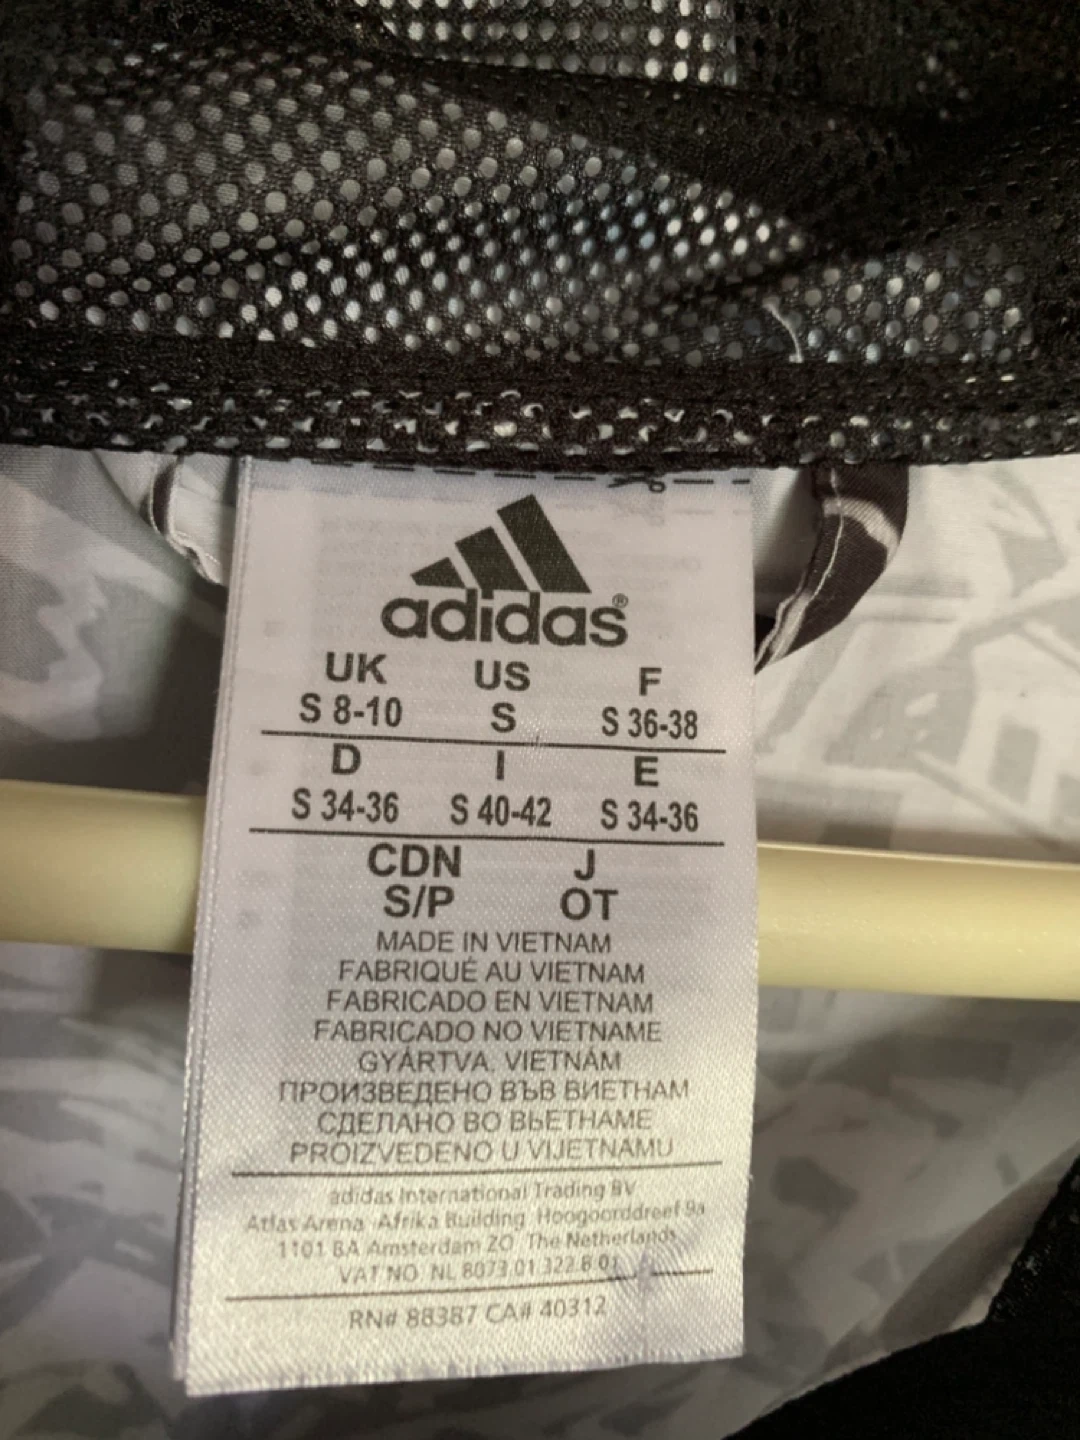 adidas®
UK US F
S 8-10 S S 36-38
D I E
S 34-36 S 40-42 S 34-36
CDN J
S/P OT
MADE IN VIETNAM
FABRIQUÉ AU VIETNAM
FABRICADO EN VIETNAM
FABRICADO NO VIETNAME
GYÁRTVA. VIETNÁM
ПРОИЗВЕДЕНО ВЪВ ВИЕТНАМ
СДЕЛАНО ВО ВЬЕТНАМЕ
PROIZVEDENO U VIJETNAMU
adidas International Trading BV
Atlas Arena Afrika Building Hoogoorddreef 9a
1101 BA Amsterdam ZO The Netherlands
VAT NO NL 8073.01.322.B.01
RN# 88387 CA# 40312